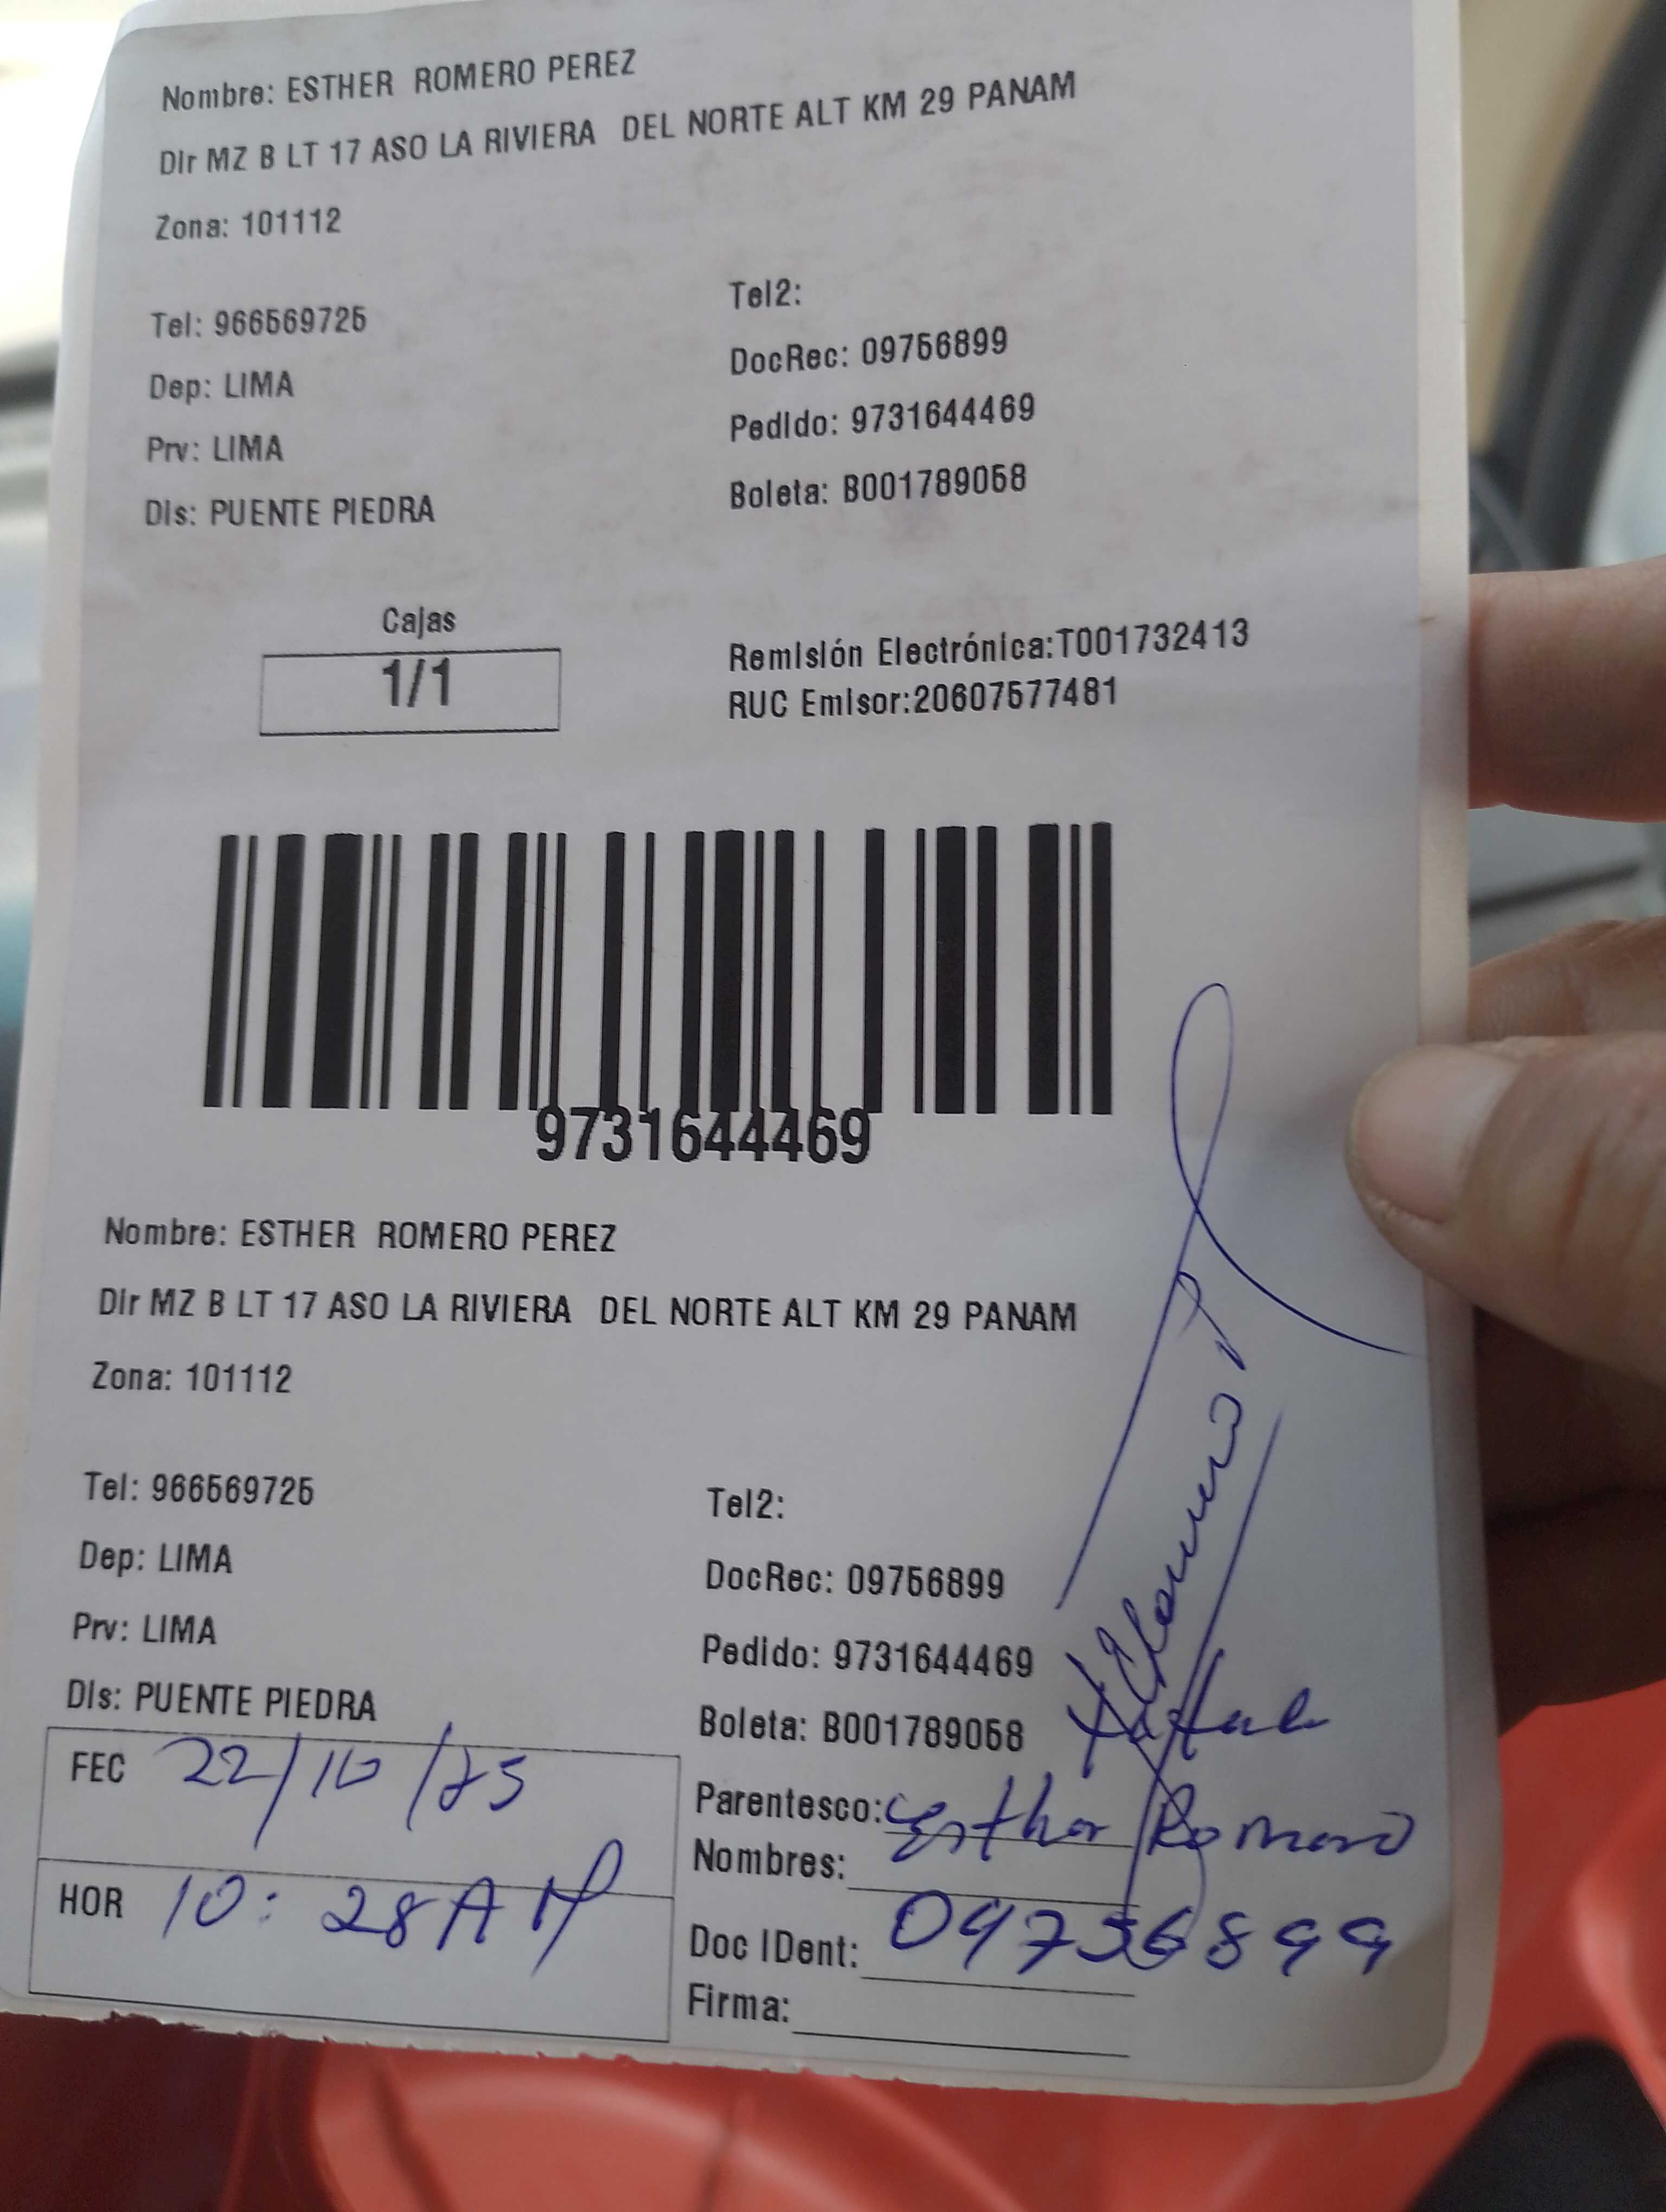 Nombre: ESTHER ROMERO PEREZ
Dir MZ B LT 17 ASO LA RIVIERA DEL NORTE ALT KM 29 PANAM
Zona: 101112
Tel: 966569725
Tel2:
Dep: LIMA
DocRec: 09756899
Prv: LIMA
Pedido: 9731644469
Dis: PUENTE PIEDRA
Boleta: B001789058
Cajas
1/1
Remisión Electrónica:T001732413
RUC Emisor:20607577481
9731644469
Nombre: ESTHER ROMERO PEREZ
Dir MZ B LT 17 ASO LA RIVIERA DEL NORTE ALT KM 29 PANAM
Zona: 101112
Tel: 966569725
Tel2:
Dep: LIMA
DocRec: 09756899
Prv: LIMA
Pedido: 9731644469
Dis: PUENTE PIEDRA
Boleta: B001789058
FEC 22/10/25
Parentesco: Esther Romero
Nombres:
HOR 10:28 AM
Doc IDent: 09756899
Firma: